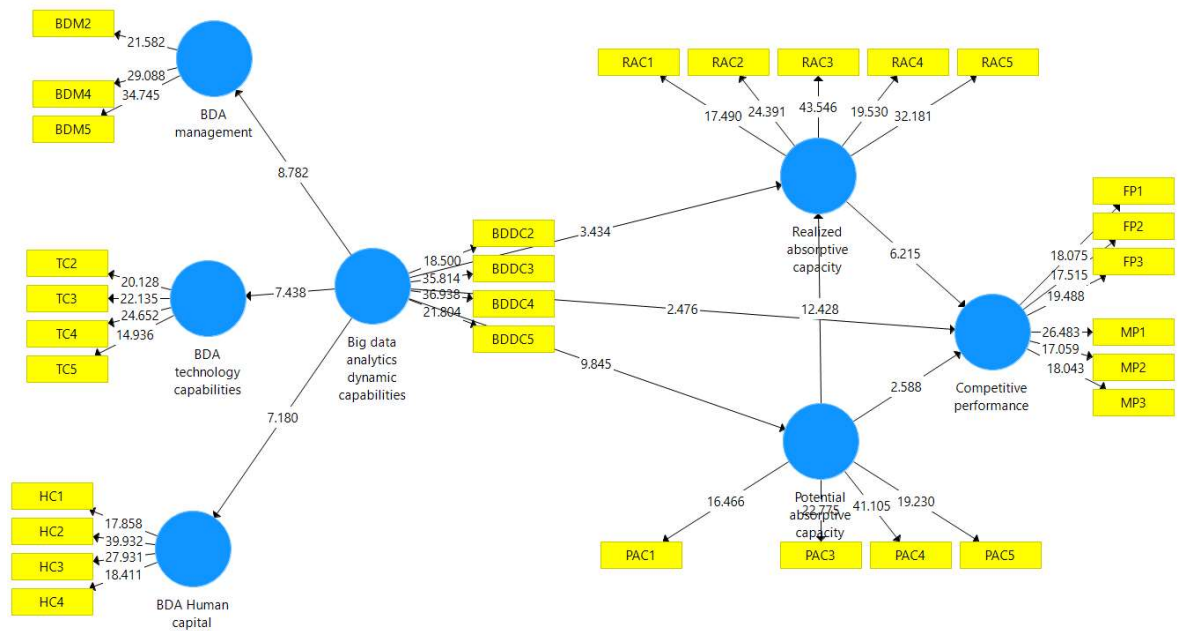 BDM2
21.582
29.088
BDM4
34.745
BDM5
BDA
management
8.782
TC2
20.128
TC3
22.135
24.652
TC4
14.936
TC5
BDA
technology
capabilities
7.438
7.180
HC1
17.858
HC2
39.932
27.931
HC3
18.411
HC4
BDA Human
capital
Big data
analytics
dynamic
capabilities
BDDC2
18.500
BDDC3
35.814
36.938
BDDC4
21.804
BDDC5
3.434
2.476
9.845
RAC1
RAC2
RAC3
RAC4
RAC5
17.490
24.391
43.546
19.530
32.181
Realized
absorptive
capacity
12.428
6.215
2.588
FP1
FP2
FP3
18.075
17.515
19.488
26.483
MP1
17.059
MP2
18.043
MP3
Competitive
performance
Potential
absorptive
capacity
16.466
22.775
41.105
19.230
PAC1
PAC3
PAC4
PAC5